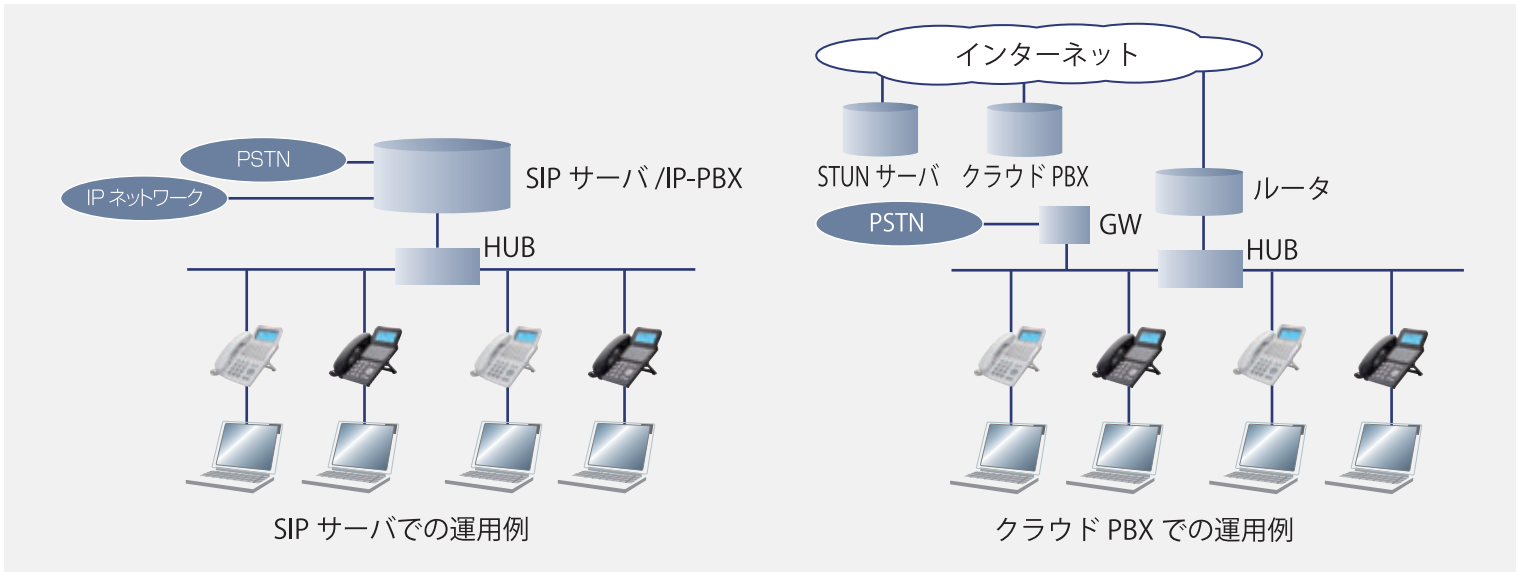 PSTN
IP ネットワーク
SIP サーバ /IP-PBX
HUB
SIP サーバでの運用例
インターネット
STUN サーバ
クラウド PBX
ルータ
PSTN
GW
HUB
クラウド PBX での運用例